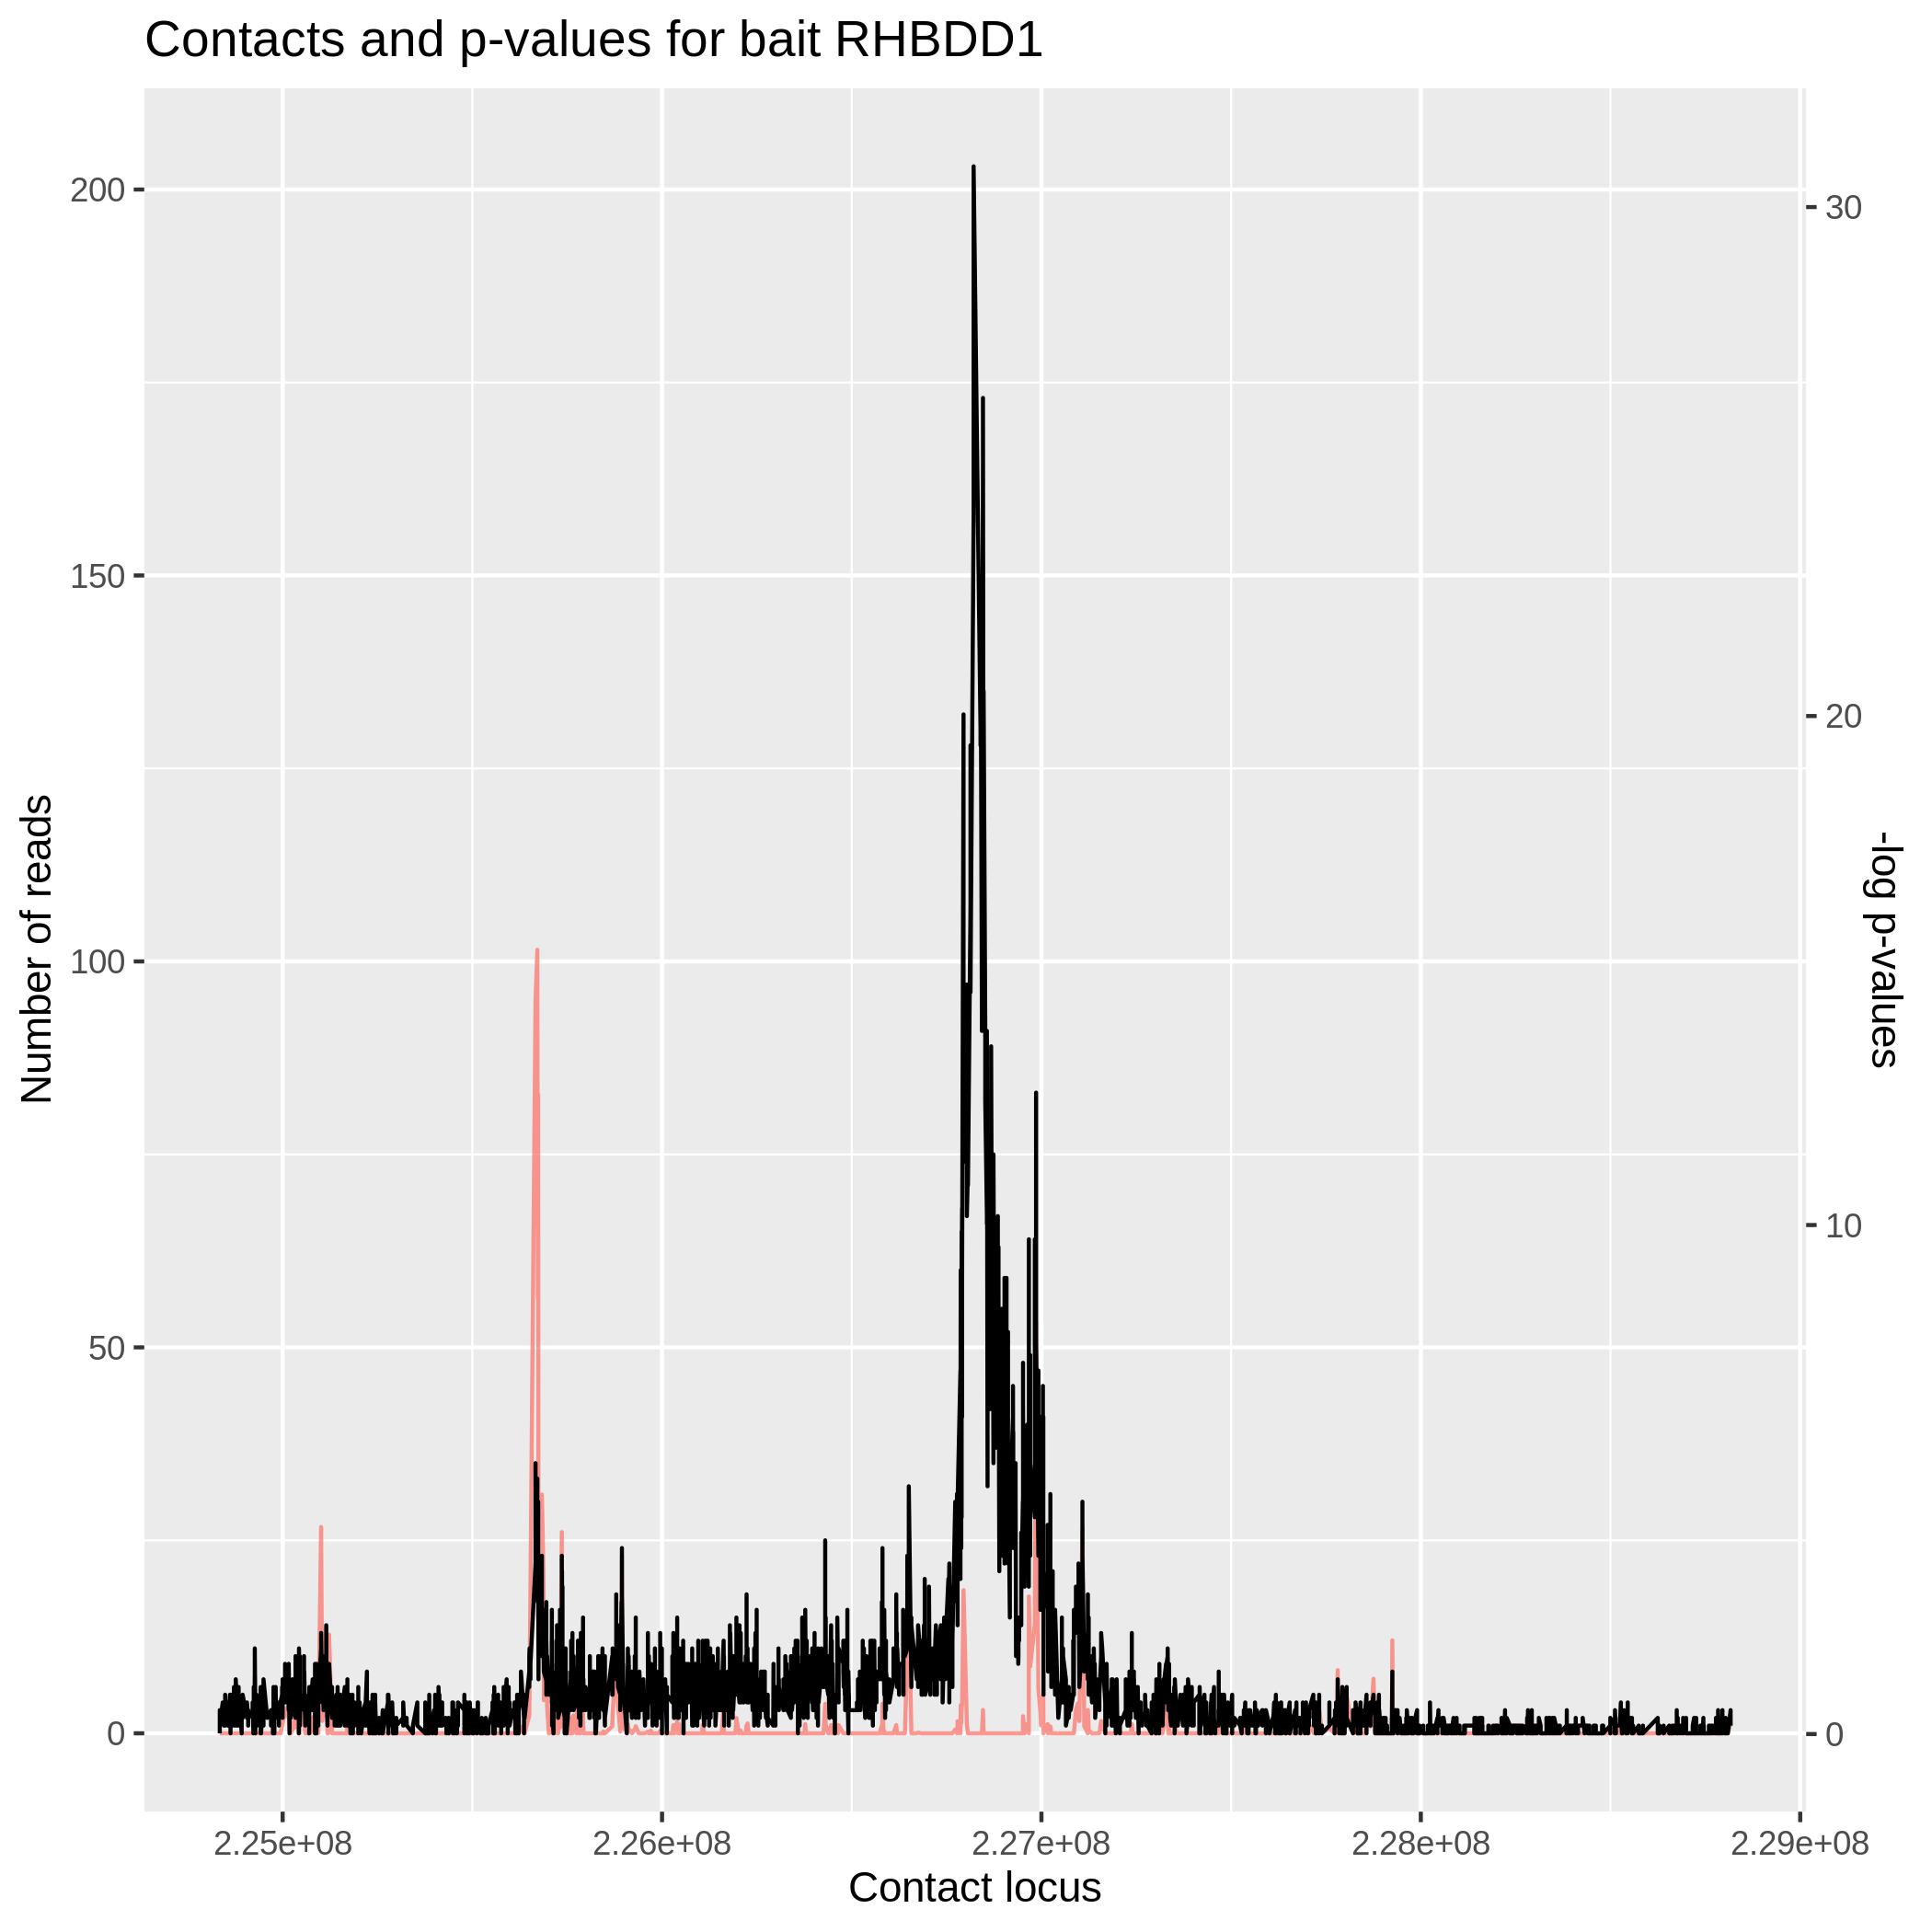 Contacts and p-values for bait RHBDD1
200
150
100
50
0
Number of reads
30
20
10
0
-log p-values
2.25e+08 2.26e+08 2.27e+08 2.28e+08 2.29e+08
Contact locus